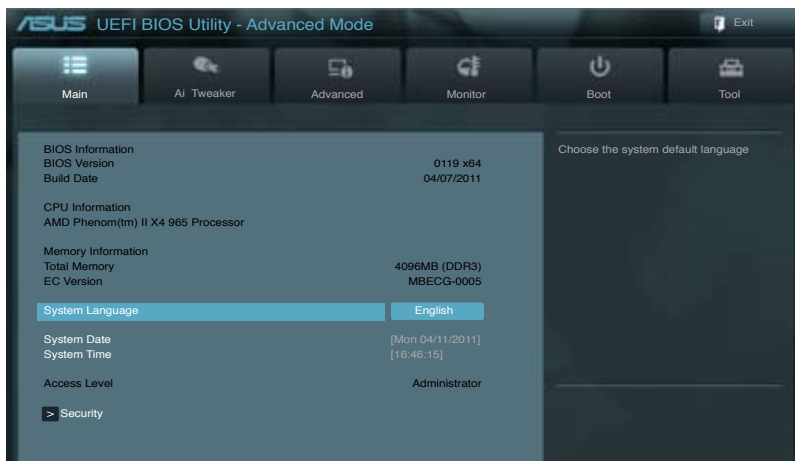 ASUS UEFI BIOS Utility - Advanced Mode
Exit
Main
Ai Tweaker
Advanced
Monitor
Boot
Tool
BIOS Information
BIOS Version 0119 x64
Build Date 04/07/2011
CPU Information
AMD Phenom(tm) II X4 965 Processor
Memory Information
Total Memory 4096MB (DDR3)
EC Version MBECG-0005
System Language English
System Date [Mon 04/11/2011]
System Time [16:46:15]
Access Level Administrator
> Security
Choose the system default language